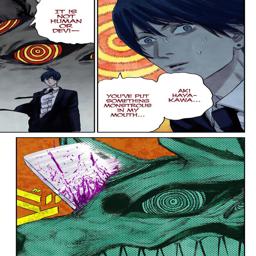 IT IS
NOT
HUMAN
OR
DEVI—
AKI
HAYA-
KAWA...
YOU'VE PUT
SOMETHING
MONSTROUS
IN MY
MOUTH...